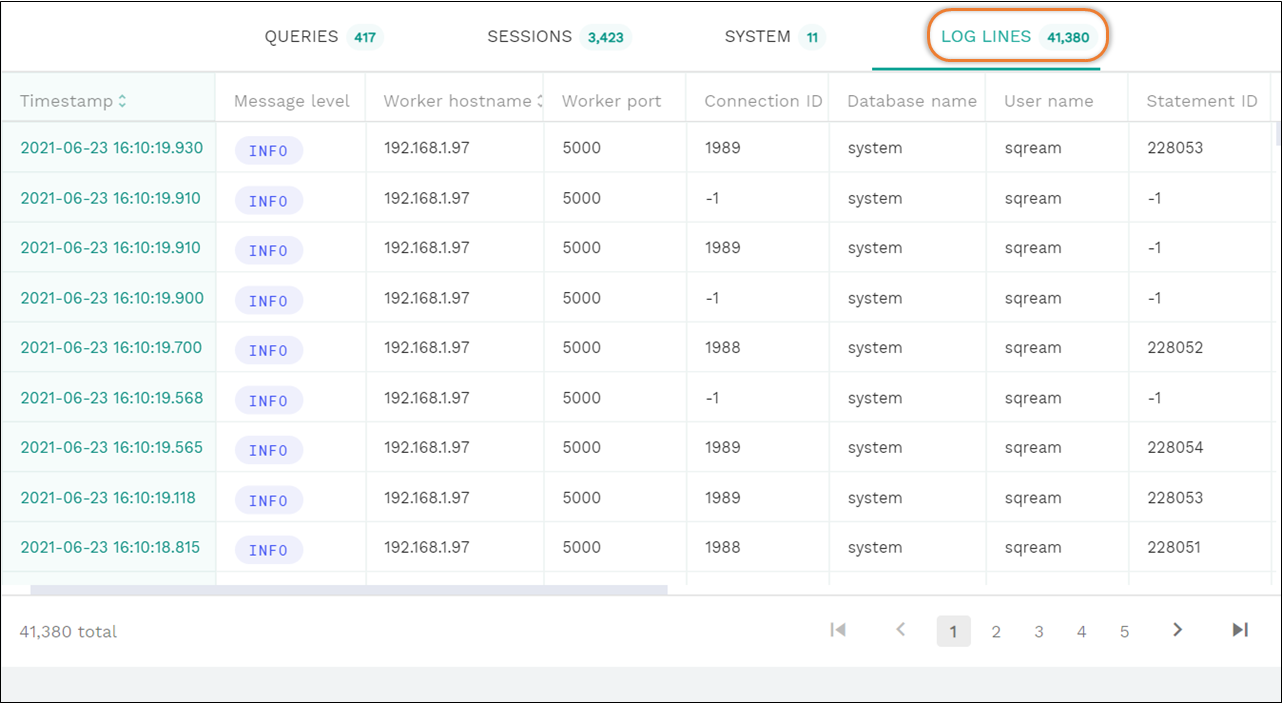 QUERIES 417 SESSIONS 3,423 SYSTEM 11 LOG LINES 41,380
Timestamp Message level Worker hostname Worker port Connection ID Database name User name Statement ID
2021-06-23 16:10:19.930 INFO 192.168.1.97 5000 1989 system sqream 228053
2021-06-23 16:10:19.910 INFO 192.168.1.97 5000 -1 system sqream -1
2021-06-23 16:10:19.910 INFO 192.168.1.97 5000 1989 system sqream -1
2021-06-23 16:10:19.900 INFO 192.168.1.97 5000 -1 system sqream -1
2021-06-23 16:10:19.700 INFO 192.168.1.97 5000 1988 system sqream 228052
2021-06-23 16:10:19.568 INFO 192.168.1.97 5000 -1 system sqream -1
2021-06-23 16:10:19.565 INFO 192.168.1.97 5000 1989 system sqream 228054
2021-06-23 16:10:19.118 INFO 192.168.1.97 5000 1989 system sqream 228053
2021-06-23 16:10:18.815 INFO 192.168.1.97 5000 1988 system sqream 228051
41,380 total 1 2 3 4 5